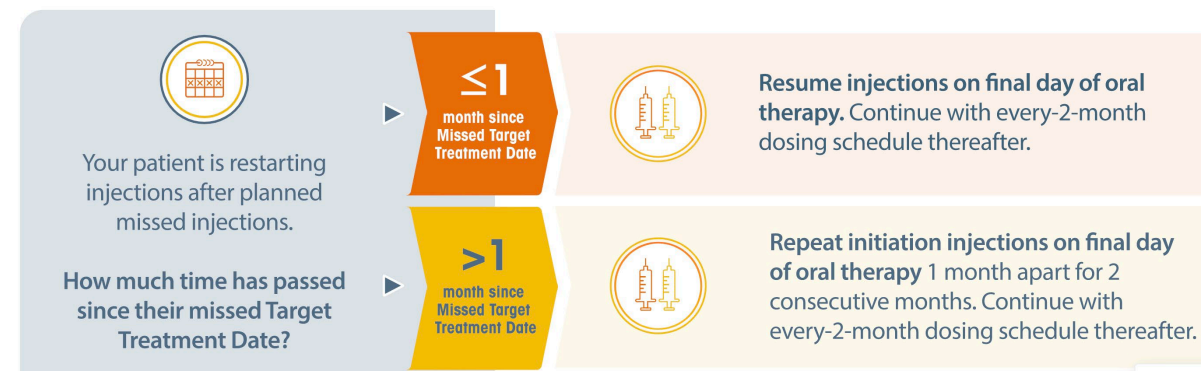 Your patient is restarting
injections after planned
missed injections.
How much time has passed
since their missed Target
Treatment Date?
≤1
month since
Missed Target
Treatment Date
Resume injections on final day of oral
therapy. Continue with every-2-month
dosing schedule thereafter.
>1
month since
Missed Target
Treatment Date
Repeat initiation injections on final day
of oral therapy 1 month apart for 2
consecutive months. Continue with
every-2-month dosing schedule thereafter.